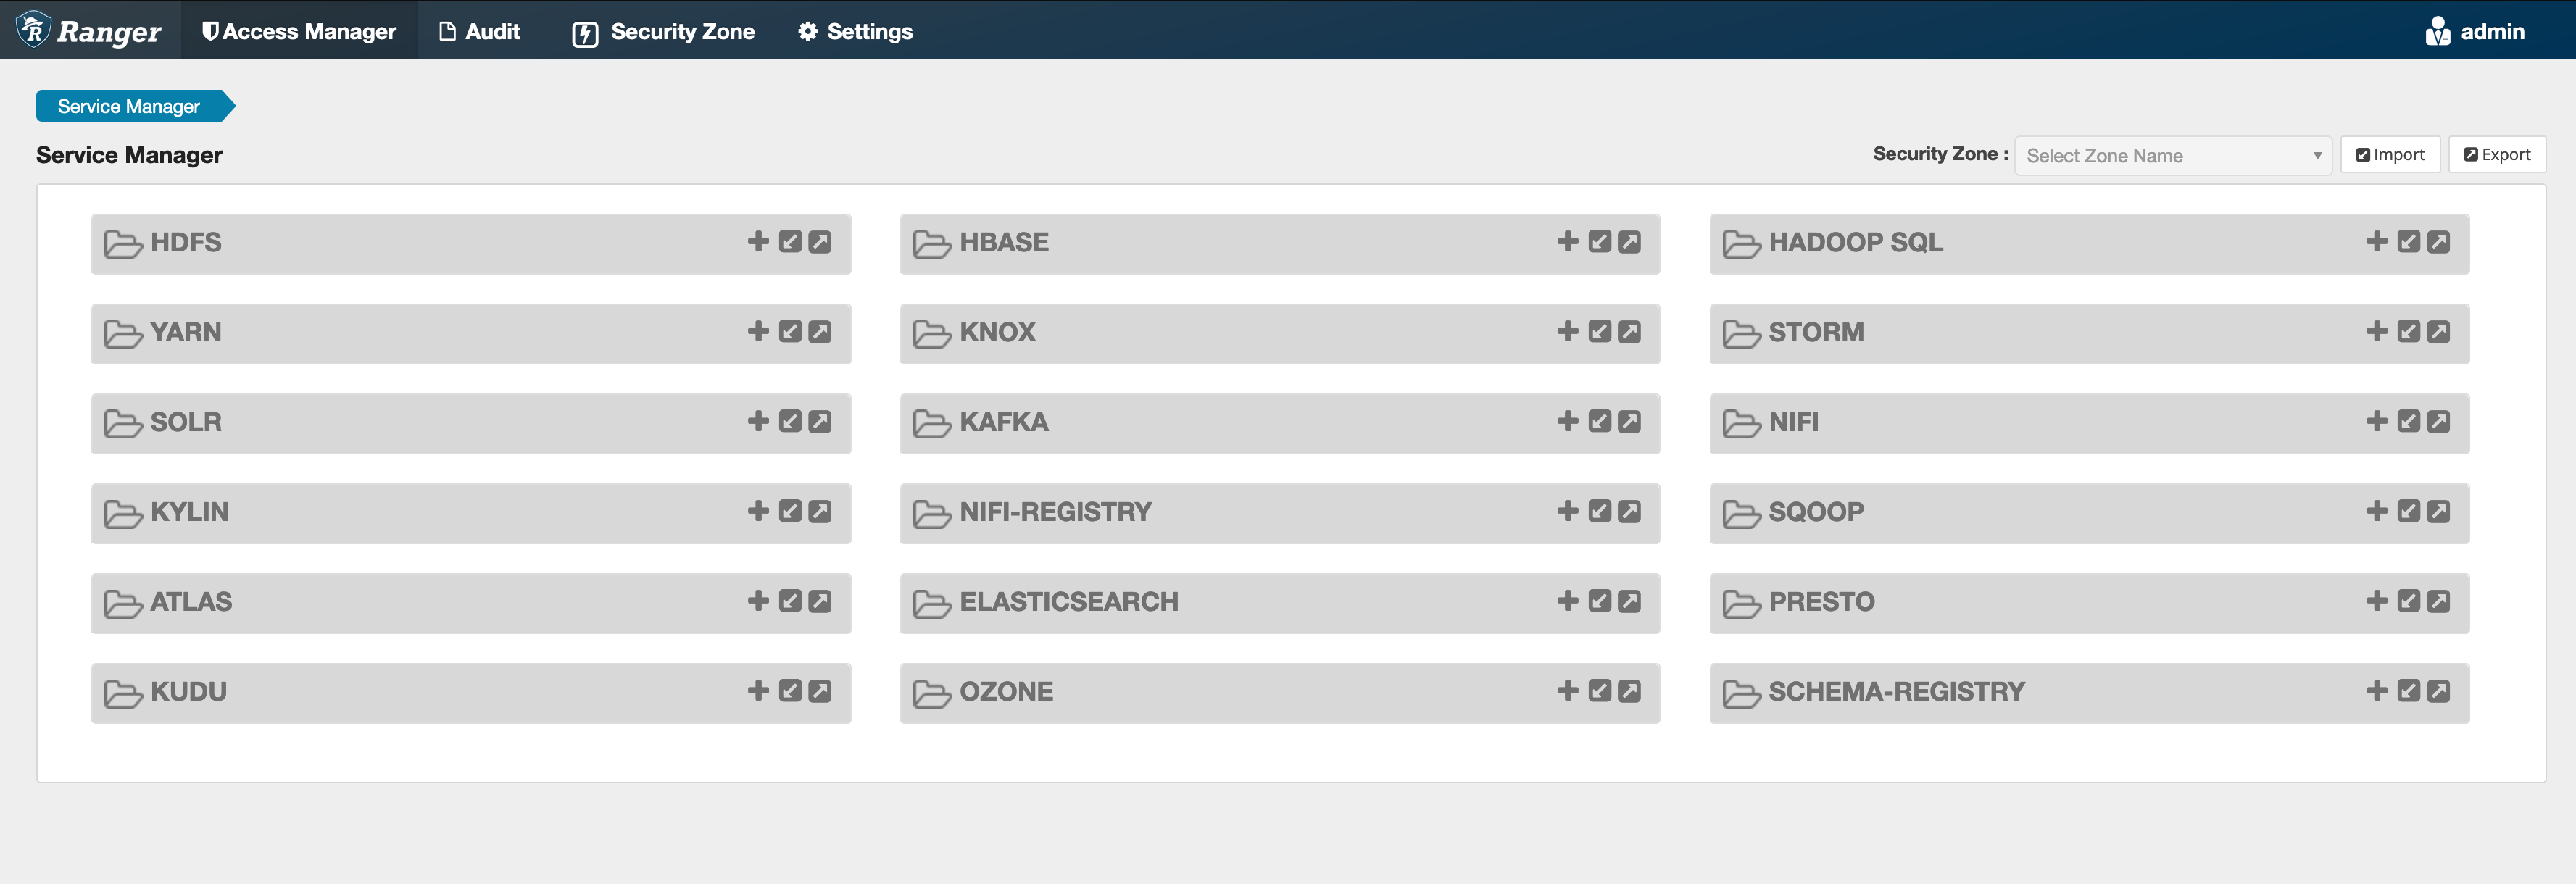 Ranger Access Manager Audit Security Zone Settings admin
Service Manager
Service Manager Security Zone : Select Zone Name Import Export
HDFS HBASE HADOOP SQL
YARN KNOX STORM
SOLR KAFKA NIFI
KYLIN NIFI-REGISTRY SQOOP
ATLAS ELASTICSEARCH PRESTO
KUDU OZONE SCHEMA-REGISTRY